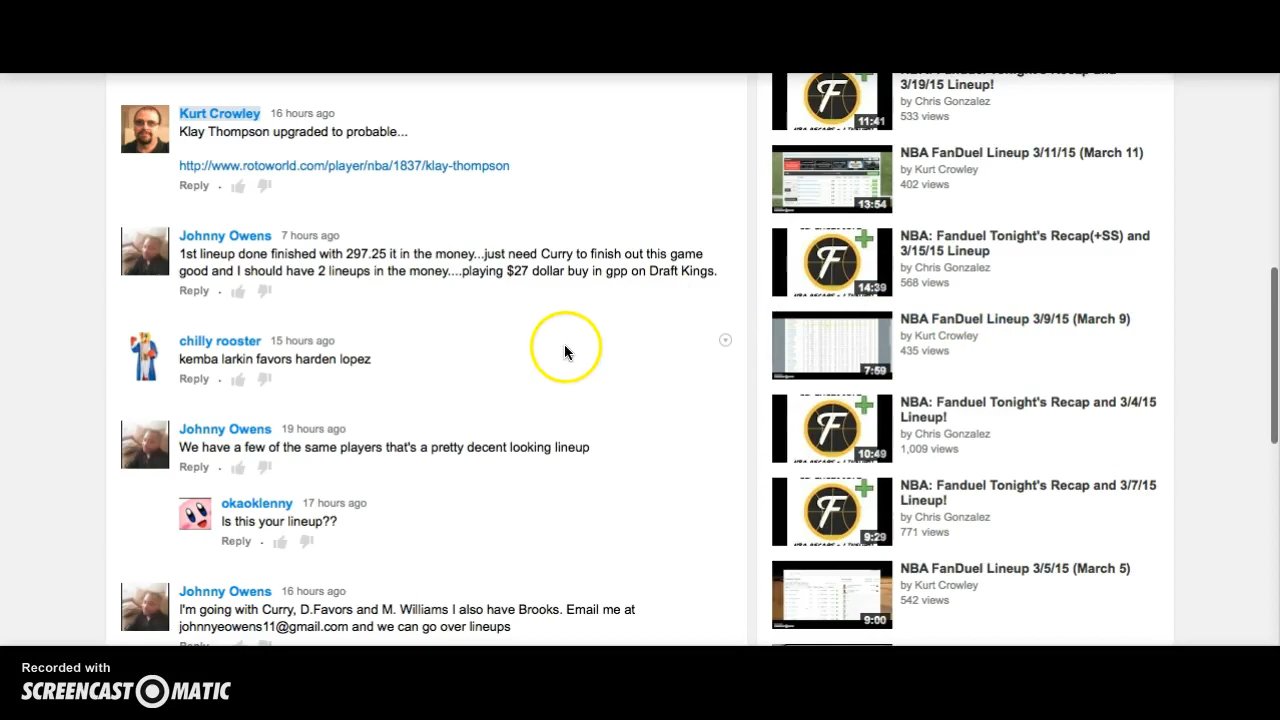 Kurt Crowley 16 hours ago
Klay Thompson upgraded to probable...
http://www.rotoworld.com/player/nba/1837/klay-thompson
Reply .
Johnny Owens 7 hours ago
1st lineup done finished with 297.25 it in the money...just need Curry to finish out this game
good and I should have 2 lineups in the money....playing $27 dollar buy in gpp on Draft Kings.
Reply .
chilly rooster 15 hours ago
kemba larkin favors harden lopez
Reply .
Johnny Owens 19 hours ago
We have a few of the same players that's a pretty decent looking lineup
Reply .
okaoklenny 17 hours ago
Is this your lineup??
Reply .
Johnny Owens 16 hours ago
I'm going with Curry, D.Favors and M. Williams I also have Brooks. Email me at
johnnyeowens11@gmail.com and we can go over lineups
3/19/15 Lineup!
by Chris Gonzalez
533 views
11:41
NBA FanDuel Lineup 3/11/15 (March 11)
by Kurt Crowley
402 views
13:54
NBA: Fanduel Tonight's Recap(+SS) and
3/15/15 Lineup
by Chris Gonzalez
568 views
14:39
NBA FanDuel Lineup 3/9/15 (March 9)
by Kurt Crowley
435 views
7:59
NBA: Fanduel Tonight's Recap and 3/4/15
Lineup!
by Chris Gonzalez
1,009 views
10:49
NBA: Fanduel Tonight's Recap and 3/7/15
Lineup!
by Chris Gonzalez
771 views
9:29
NBA FanDuel Lineup 3/5/15 (March 5)
by Kurt Crowley
542 views
9:00
Recorded with
SCREENCAST-O-MATIC